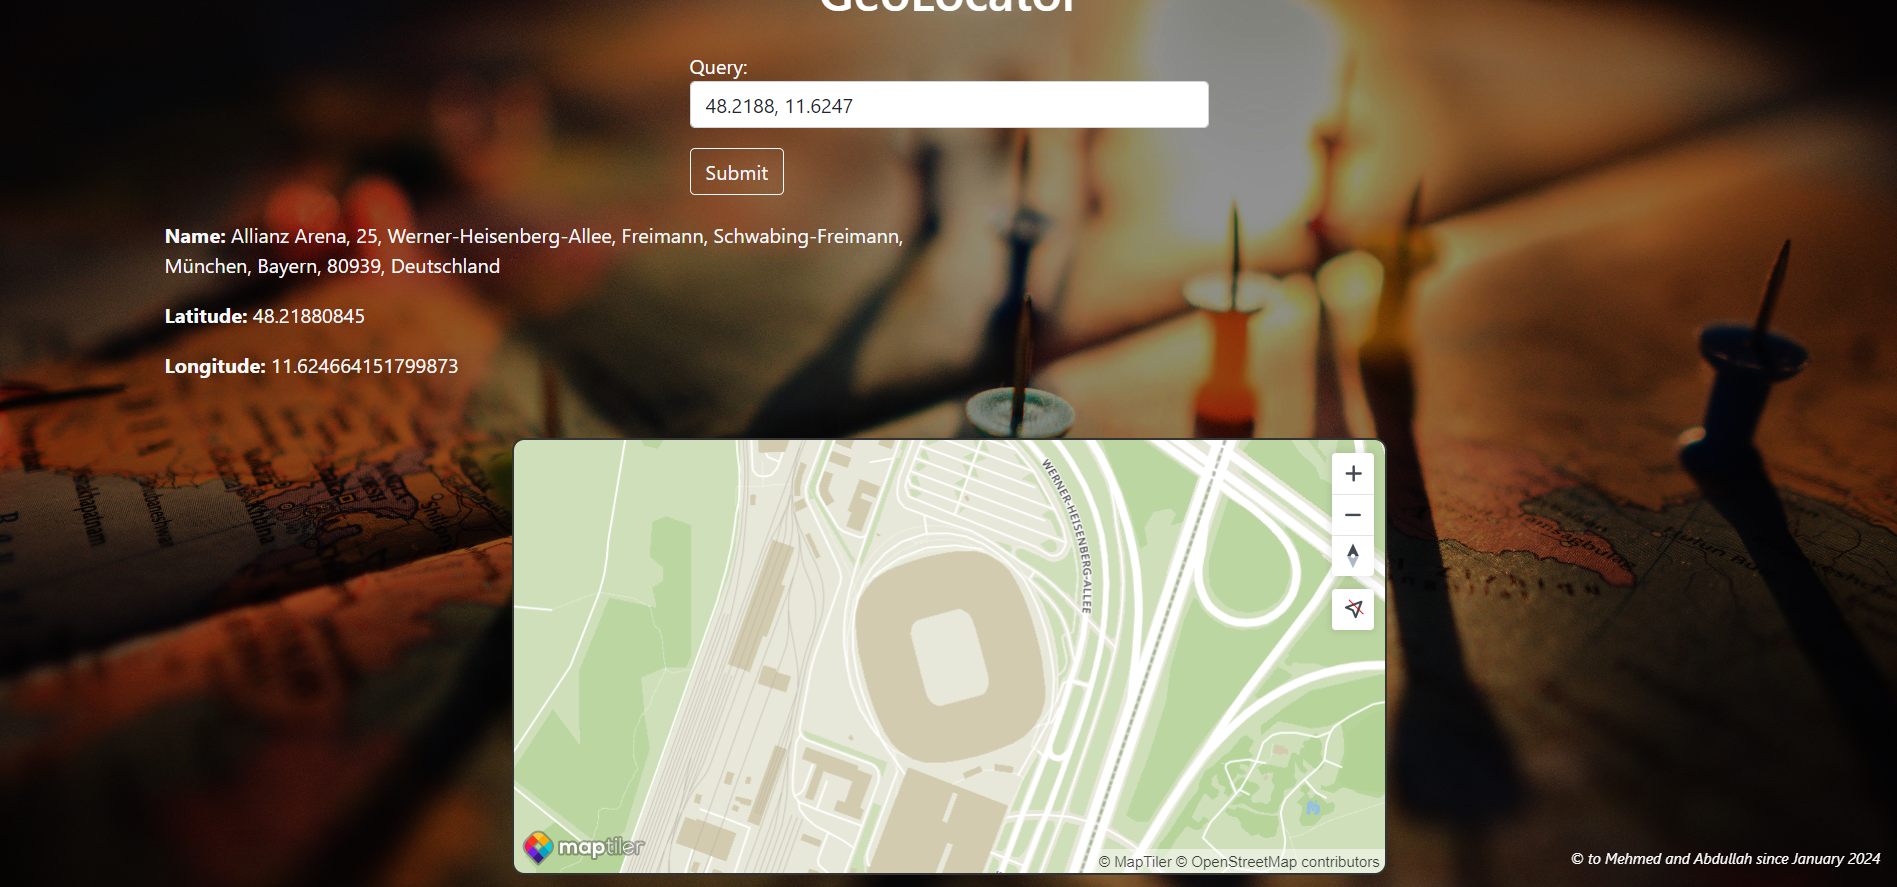 GeoLocator
Query:
48.2188, 11.6247
Submit
Name: Allianz Arena, 25, Werner-Heisenberg-Allee, Freimann, Schwabing-Freimann,
München, Bayern, 80939, Deutschland
Latitude: 48.21880845
Longitude: 11.624664151799873
WERNER-HEISENBERG-ALLEE
maptiler
© MapTiler © OpenStreetMap contributors
© to Mehmed and Abdullah since January 2024